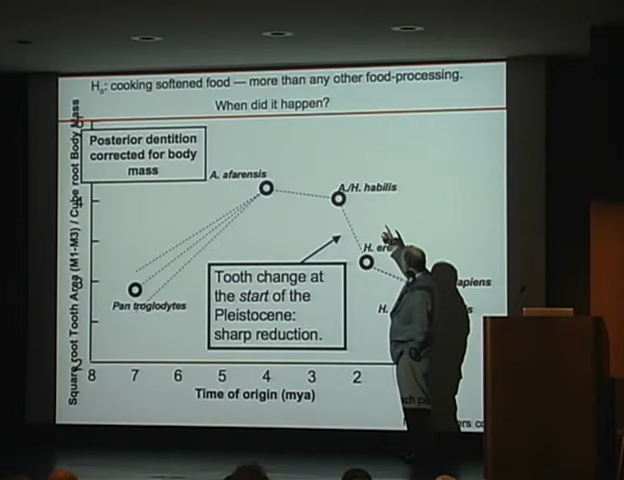 H₀: cooking softened food — more than any other food-processing.
When did it happen?
Square root Tooth Area (M1-M3) / Cube root Body Mass
Posterior dentition
corrected for body
mass
A. afarensis
A./H. habilis
H.
Pan troglodytes
Tooth change at
the start of the
Pleistocene:
sharp reduction.
H.
8 7 6 5 4 3 2
Time of origin (mya)